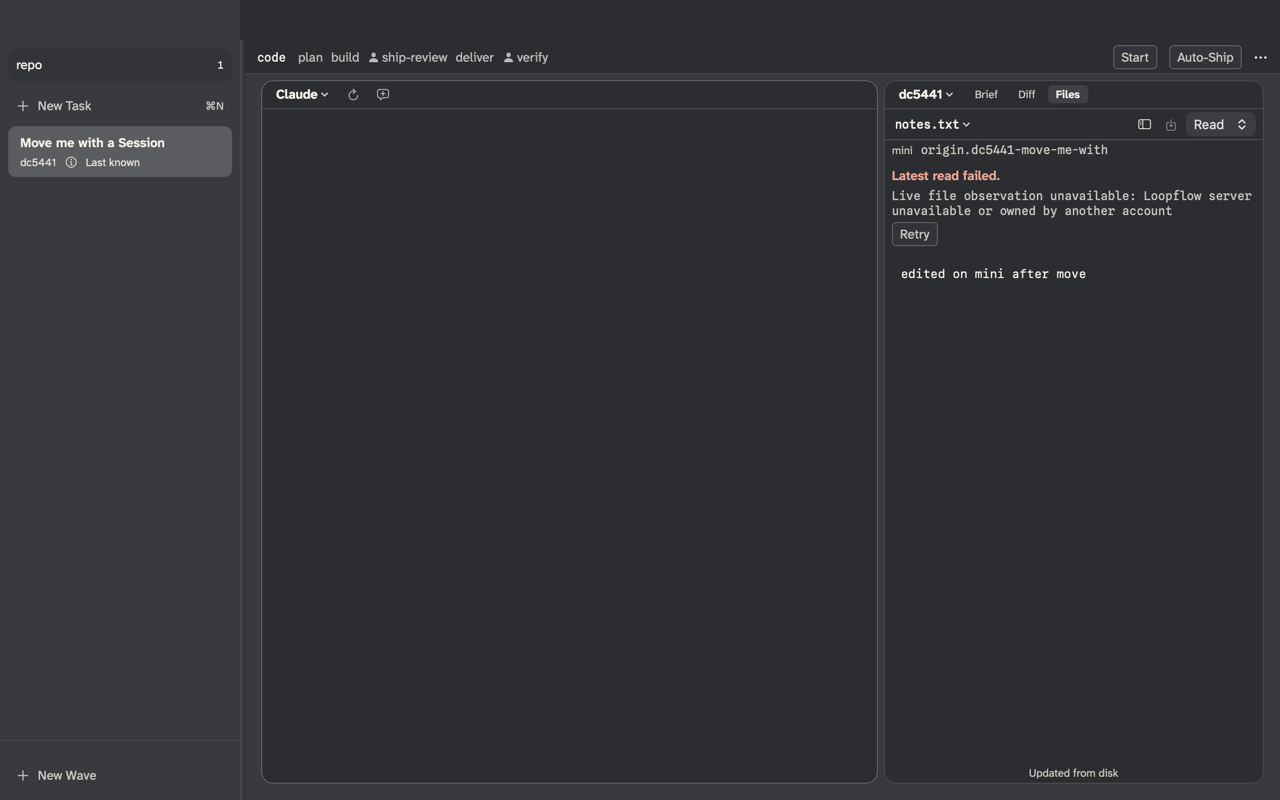 repo 1
New Task ⌘N
Move me with a Session
dc5441 Last known
New Wave
code plan build ship-review deliver verify
Start Auto-Ship
Claude
dc5441 Brief Diff Files
notes.txt Read
mini origin.dc5441-move-me-with
Latest read failed.
Live file observation unavailable: Loopflow server
unavailable or owned by another account
Retry
edited on mini after move
Updated from disk